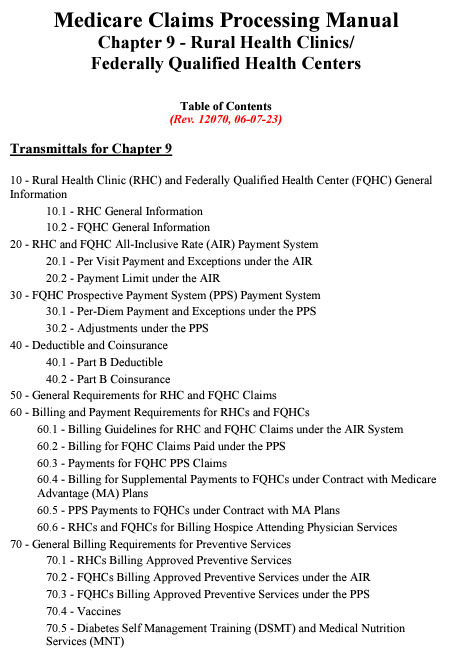 Medicare Claims Processing Manual
Chapter 9 - Rural Health Clinics/
Federally Qualified Health Centers
Table of Contents
(Rev. 12070, 06-07-23)
Transmittals for Chapter 9
10 - Rural Health Clinic (RHC) and Federally Qualified Health Center (FQHC) General
Information
10.1 - RHC General Information
10.2 - FQHC General Information
20 - RHC and FQHC All-Inclusive Rate (AIR) Payment System
20.1 - Per Visit Payment and Exceptions under the AIR
20.2 - Payment Limit under the AIR
30 - FQHC Prospective Payment System (PPS) Payment System
30.1 - Per-Diem Payment and Exceptions under the PPS
30.2 - Adjustments under the PPS
40 - Deductible and Coinsurance
40.1 - Part B Deductible
40.2 - Part B Coinsurance
50 - General Requirements for RHC and FQHC Claims
60 - Billing and Payment Requirements for RHCs and FQHCs
60.1 - Billing Guidelines for RHC and FQHC Claims under the AIR System
60.2 - Billing for FQHC Claims Paid under the PPS
60.3 - Payments for FQHC PPS Claims
60.4 - Billing for Supplemental Payments to FQHCs under Contract with Medicare
Advantage (MA) Plans
60.5 - PPS Payments to FQHCs under Contract with MA Plans
60.6 - RHCs and FQHCs for Billing Hospice Attending Physician Services
70 - General Billing Requirements for Preventive Services
70.1 - RHCs Billing Approved Preventive Services
70.2 - FQHCs Billing Approved Preventive Services under the AIR
70.3 - FQHCs Billing Approved Preventive Services under the PPS
70.4 - Vaccines
70.5 - Diabetes Self Management Training (DSMT) and Medical Nutrition
Services (MNT)